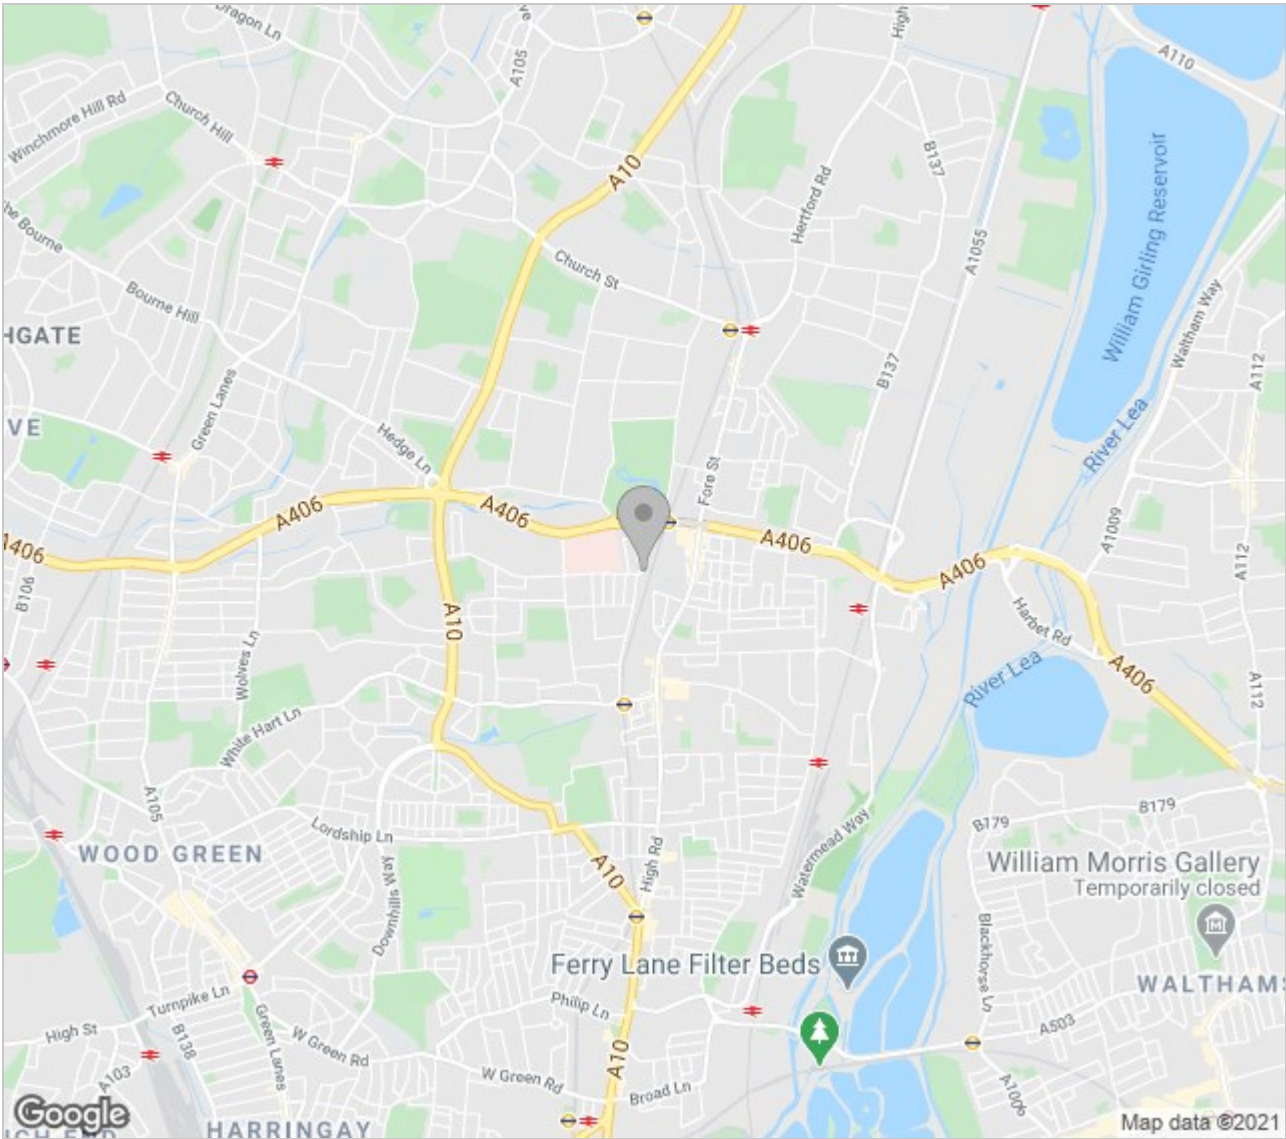 Dragon Ln
A105
High
A110
Winchmore Hill Rd
Church Hill
A10
B137
Hertford Rd
William Girling Reservoir
The Bourne
A1055
Church St
Bourne Hill
Waltham Way
HGATE
A112
B137
Green Lanes
VE
Hedge Ln
River Lea
Fore St
A406
A406
A1009
A406
A406
A406
A112
B106
A10
Harbet Rd
Wolves Ln
River Lea
A406
A112
White Hart Ln
A105
B179
B179
Lordship Ln
Watermead Way
WOOD GREEN
High Rd
William Morris Gallery
Temporarily closed
A10
Downhills Way
Blackhorse Ln
Ferry Lane Filter Beds
WALTHAMS
Turnpike Ln
Philip Ln
High St
B138
Green Lanes
W Green Rd
A503
A10
A103
W Green Rd
Broad Ln
A1006
Google
HARRINGAY
Map data ©2021